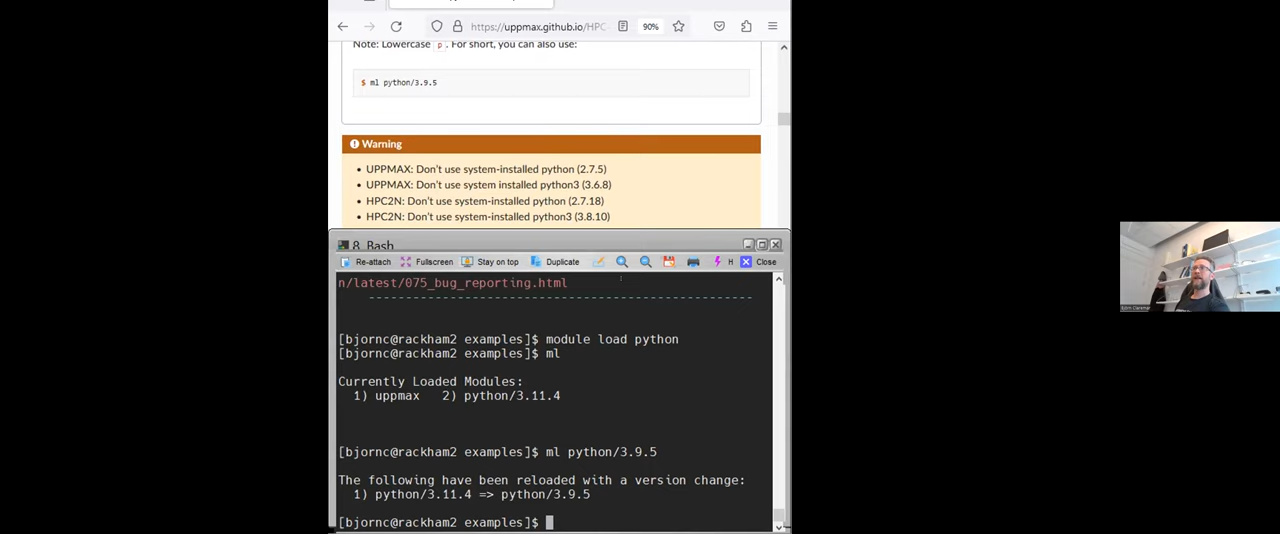 https://uppmax.github.io/HPC-
90%
Note: Lowercase p . For short, you can also use:
$ ml python/3.9.5
Warning
• UPPMAX: Don't use system-installed python (2.7.5)
• UPPMAX: Don't use system installed python3 (3.6.8)
• HPC2N: Don't use system-installed python (2.7.18)
• HPC2N: Don't use system-installed python3 (3.8.10)
8. Bash
Re-attach Fullscreen Stay on top Duplicate H Close
n/latest/075_bug_reporting.html
------------------------------------------------------
[bjornc@rackham2 examples]$ module load python
[bjornc@rackham2 examples]$ ml
Currently Loaded Modules:
1) uppmax 2) python/3.11.4
[bjornc@rackham2 examples]$ ml python/3.9.5
The following have been reloaded with a version change:
1) python/3.11.4 => python/3.9.5
[bjornc@rackham2 examples]$